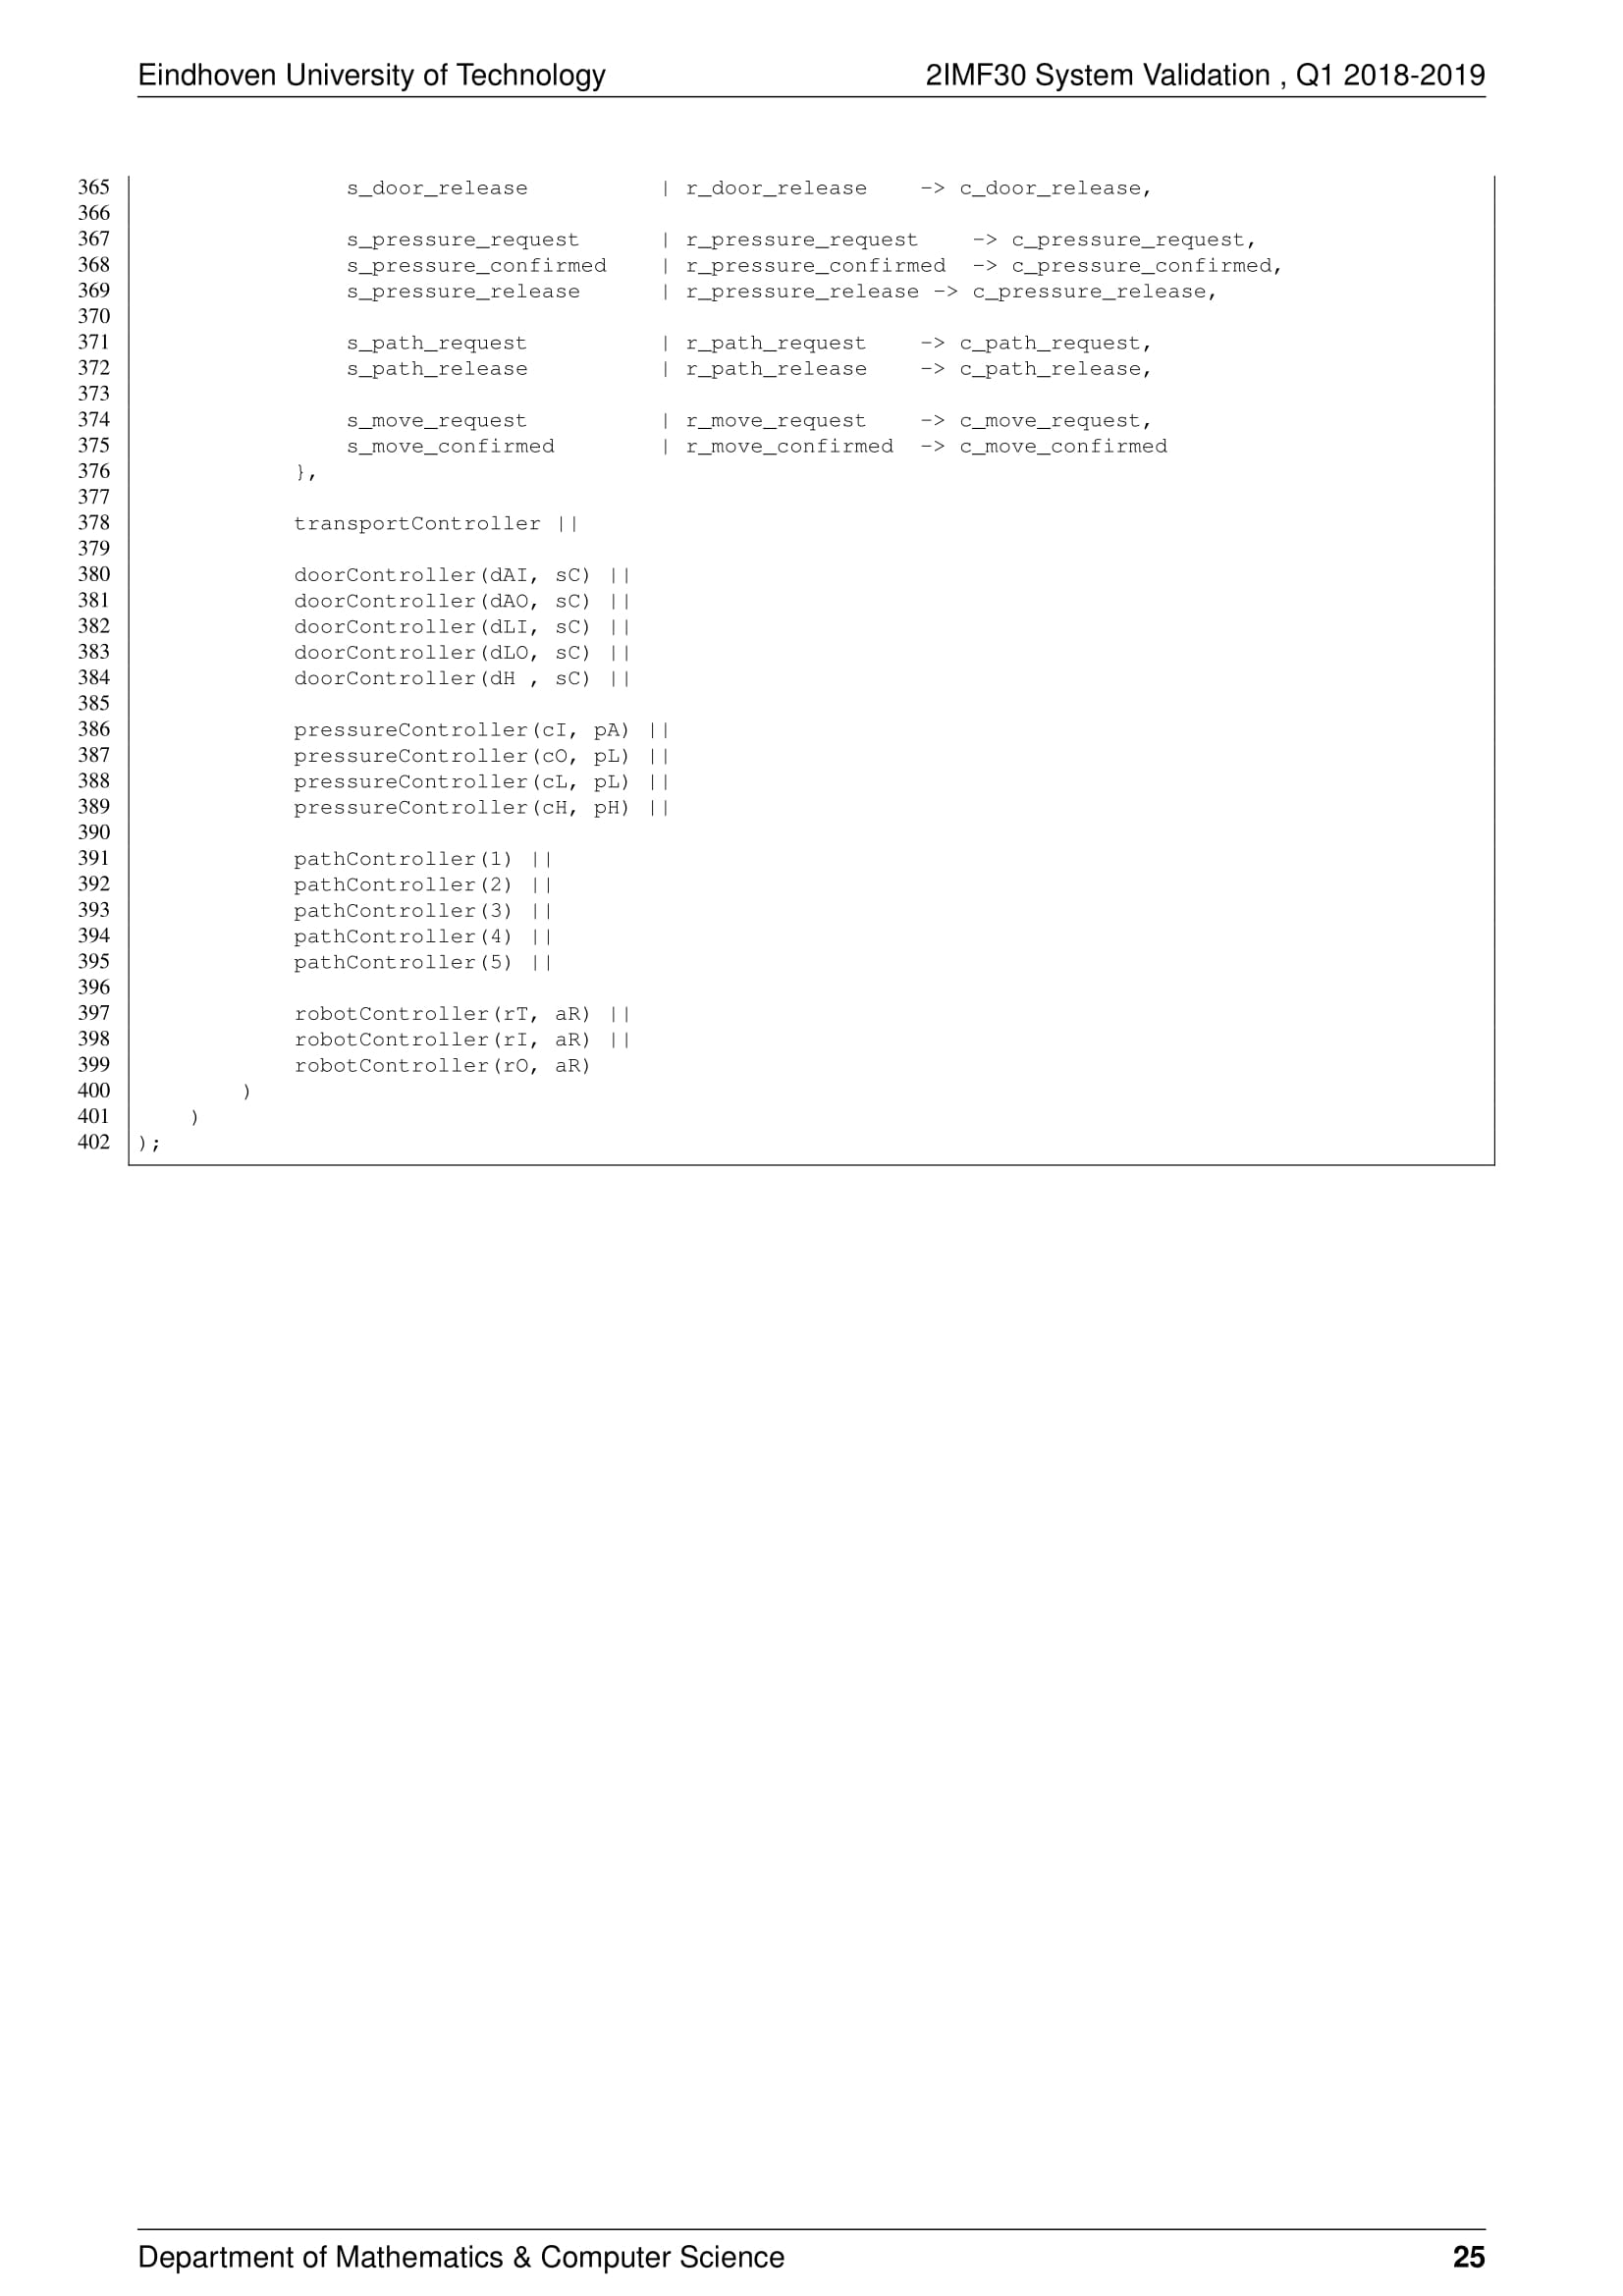 Eindhoven University of Technology 2IMF30 System Validation , Q1 2018-2019
365 s_door_release | r_door_release -> c_door_release,
366
367 s_pressure_request | r_pressure_request -> c_pressure_request,
368 s_pressure_confirmed | r_pressure_confirmed -> c_pressure_confirmed,
369 s_pressure_release | r_pressure_release -> c_pressure_release,
370
371 s_path_request | r_path_request -> c_path_request,
372 s_path_release | r_path_release -> c_path_release,
373
374 s_move_request | r_move_request -> c_move_request,
375 s_move_confirmed | r_move_confirmed -> c_move_confirmed
376 },
377
378 transportController ||
379
380 doorController(dAI, sC) ||
381 doorController(dAO, sC) ||
382 doorController(dLI, sC) ||
383 doorController(dLO, sC) ||
384 doorController(dH , sC) ||
385
386 pressureController(cI, pA) ||
387 pressureController(cO, pL) ||
388 pressureController(cL, pL) ||
389 pressureController(cH, pH) ||
390
391 pathController(1) ||
392 pathController(2) ||
393 pathController(3) ||
394 pathController(4) ||
395 pathController(5) ||
396
397 robotController(rT, aR) ||
398 robotController(rI, aR) ||
399 robotController(rO, aR)
400 )
401 )
402 );
Department of Mathematics & Computer Science 25